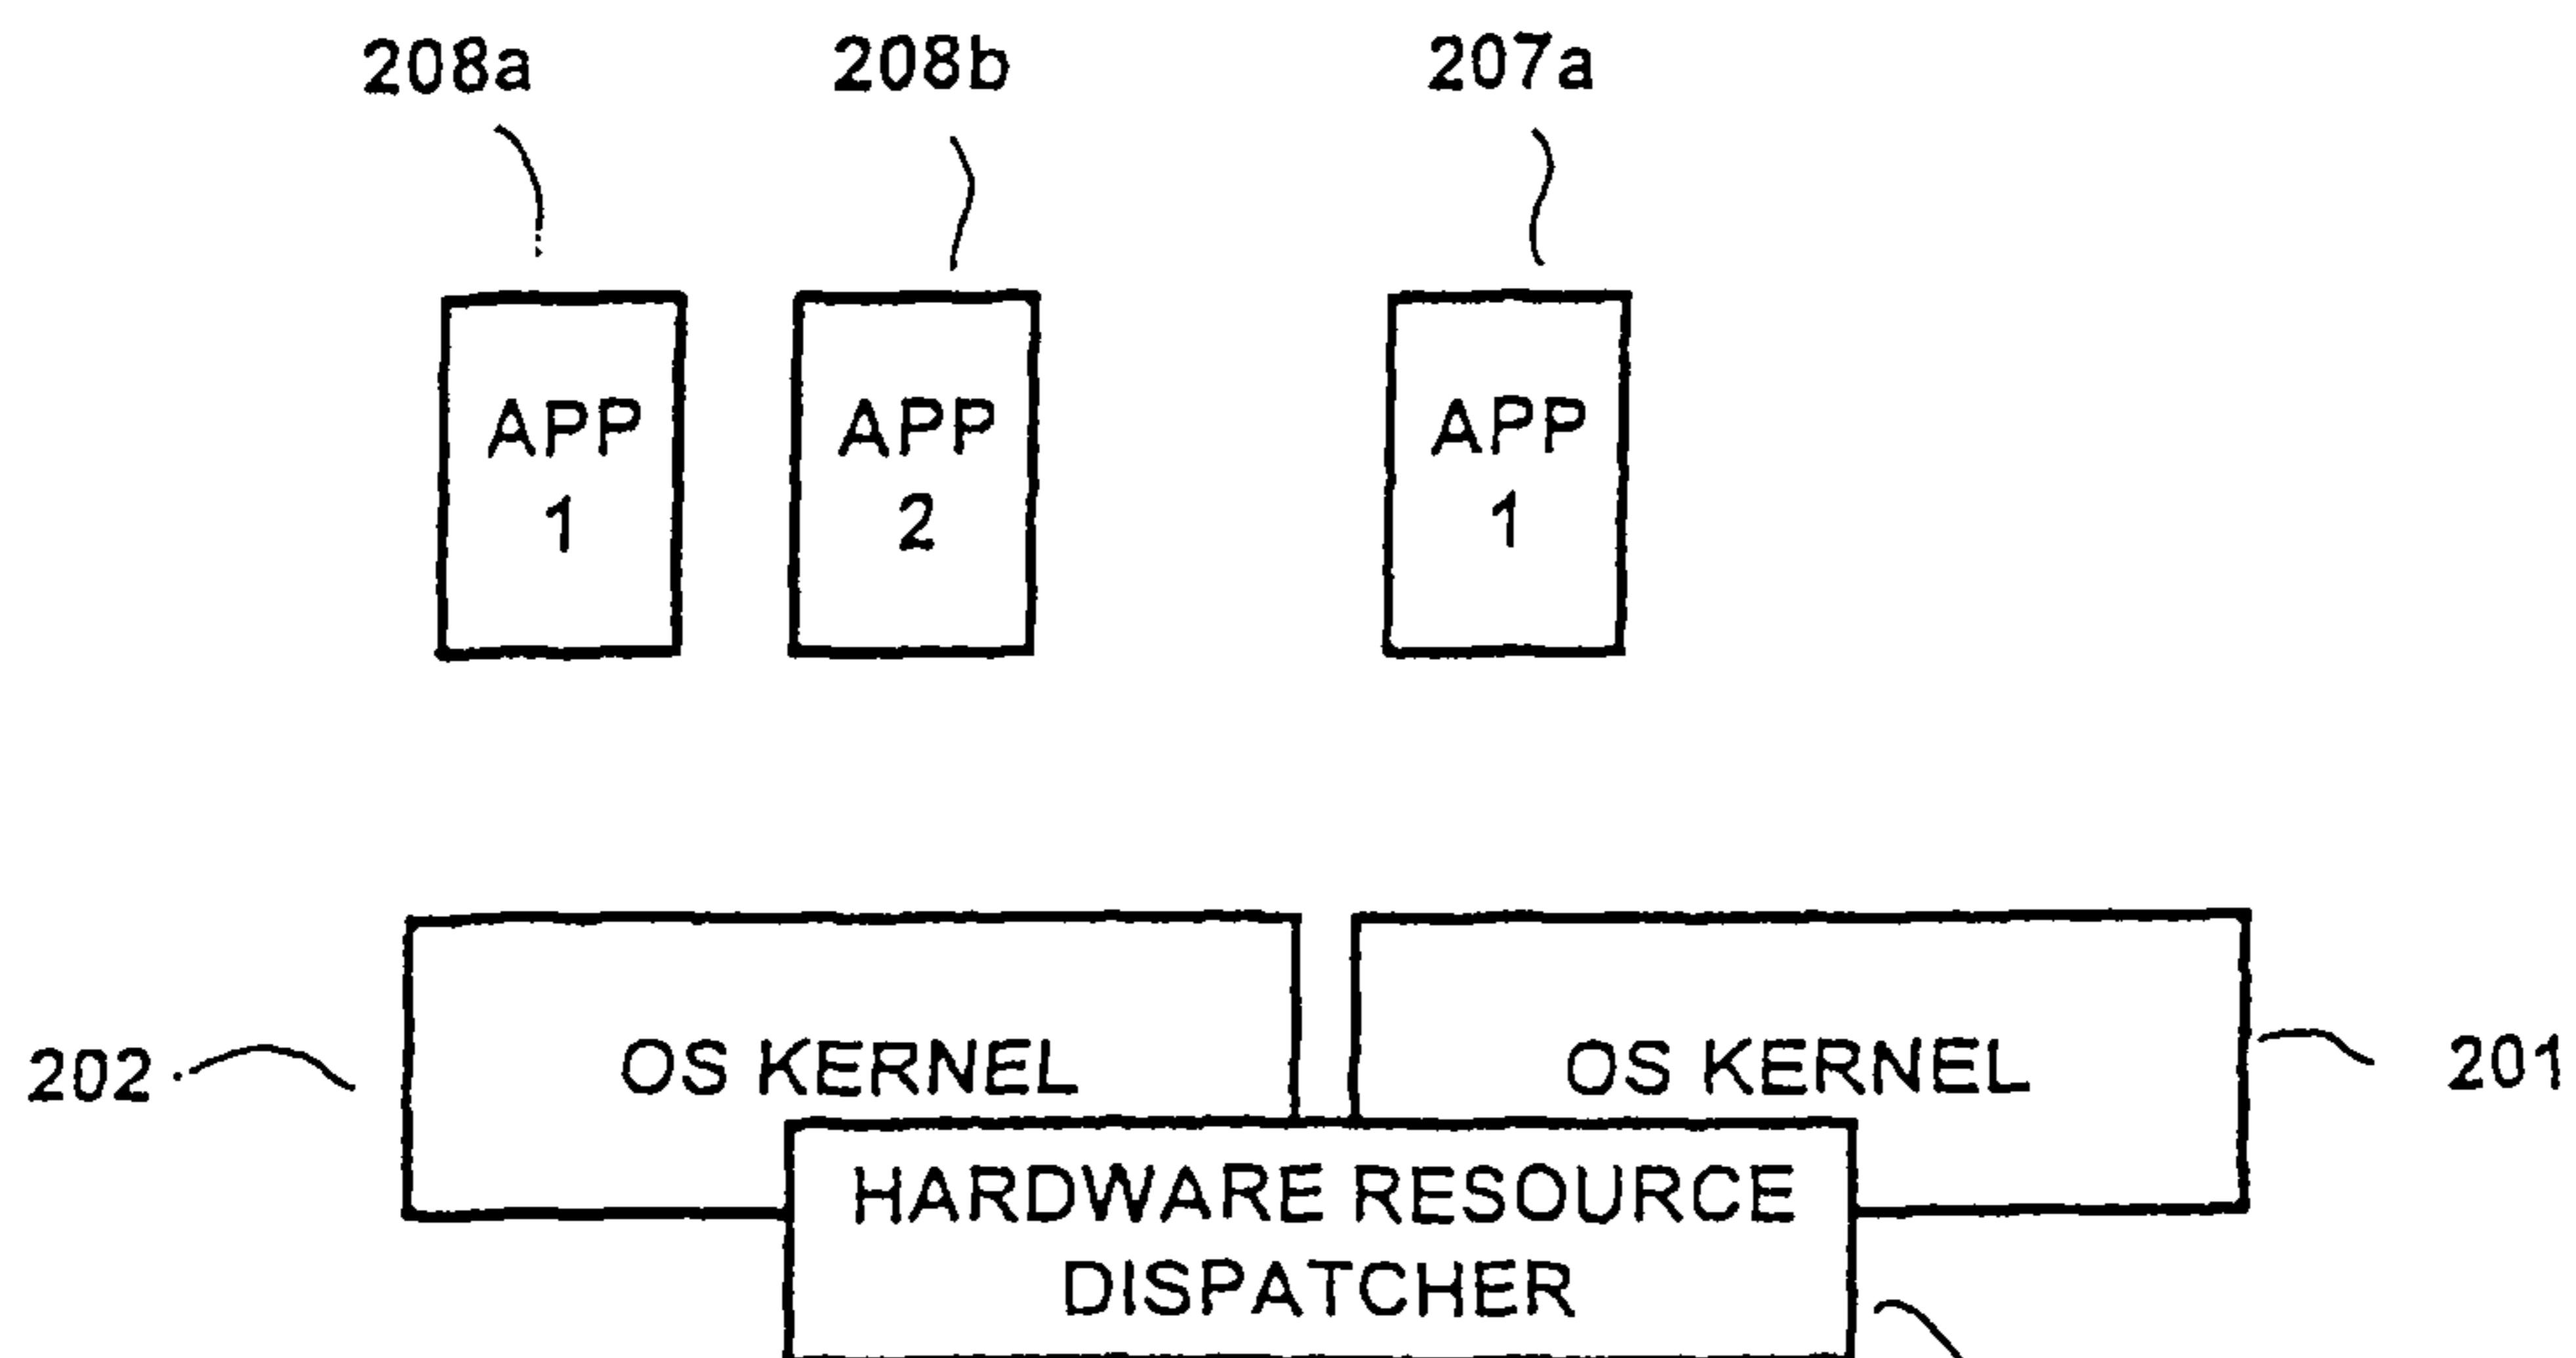 208a 208b 207a
APP
1
APP
2
APP
1
202
OS KERNEL
OS KERNEL
201
HARDWARE RESOURCE
DISPATCHER